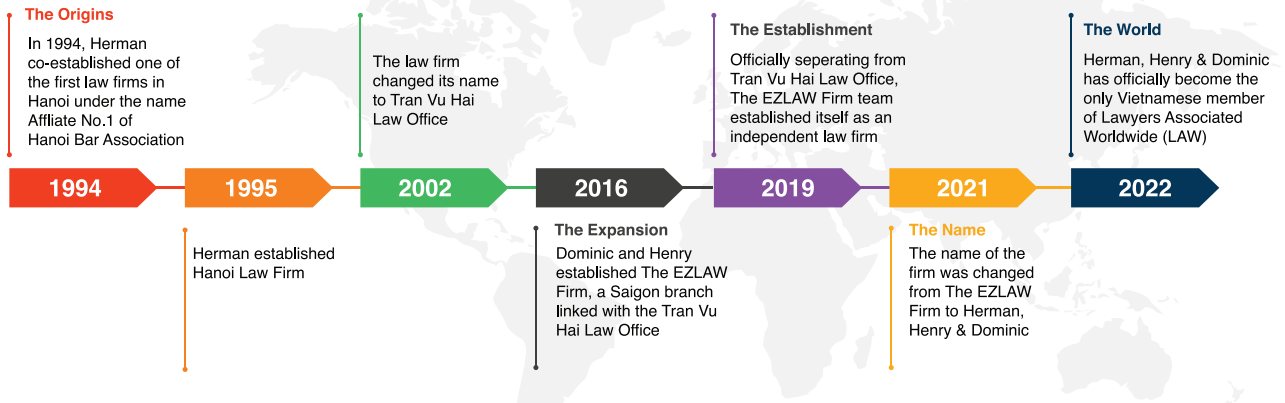 The Origins
In 1994, Herman
co-established one of
the first law firms in
Hanoi under the name
Affliate No.1 of
Hanoi Bar Association
1994
1995
Herman established
Hanoi Law Firm
The law firm
changed its name
to Tran Vu Hai
Law Office
2002
2016
The Expansion
Dominic and Henry
established The EZLAW
Firm, a Saigon branch
linked with the Tran Vu
Hai Law Office
The Establishment
Officially seperating from
Tran Vu Hai Law Office,
The EZLAW Firm team
established itself as an
independent law firm
2019
2021
The Name
The name of the
firm was changed
from The EZLAW
Firm to Herman,
Henry & Dominic
The World
Herman, Henry & Dominic
has officially become the
only Vietnamese member
of Lawyers Associated
Worldwide (LAW)
2022